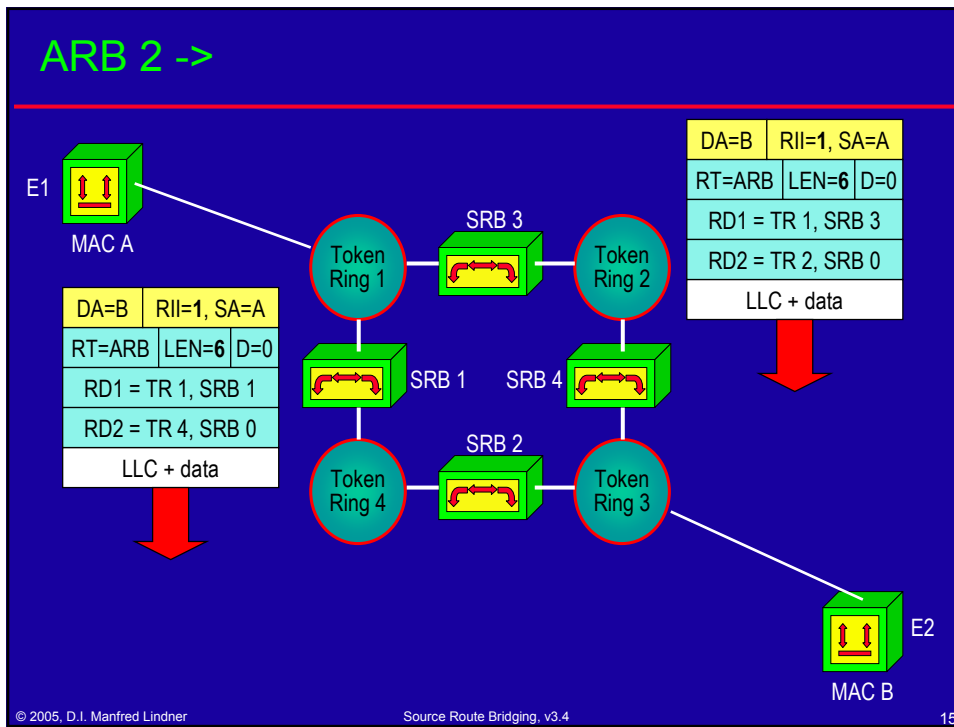 ARB 2 ->
E1
MAC A
DA=B RII=1, SA=A
RT=ARB LEN=6 D=0
RD1 = TR 1, SRB 3
RD2 = TR 2, SRB 0
LLC + data
SRB 3
Token
Ring 1
Token
Ring 2
DA=B RII=1, SA=A
RT=ARB LEN=6 D=0
RD1 = TR 1, SRB 1
RD2 = TR 4, SRB 0
LLC + data
SRB 1
SRB 4
SRB 2
Token
Ring 4
Token
Ring 3
E2
MAC B
© 2005, D.I. Manfred Lindner
Source Route Bridging, v3.4
15